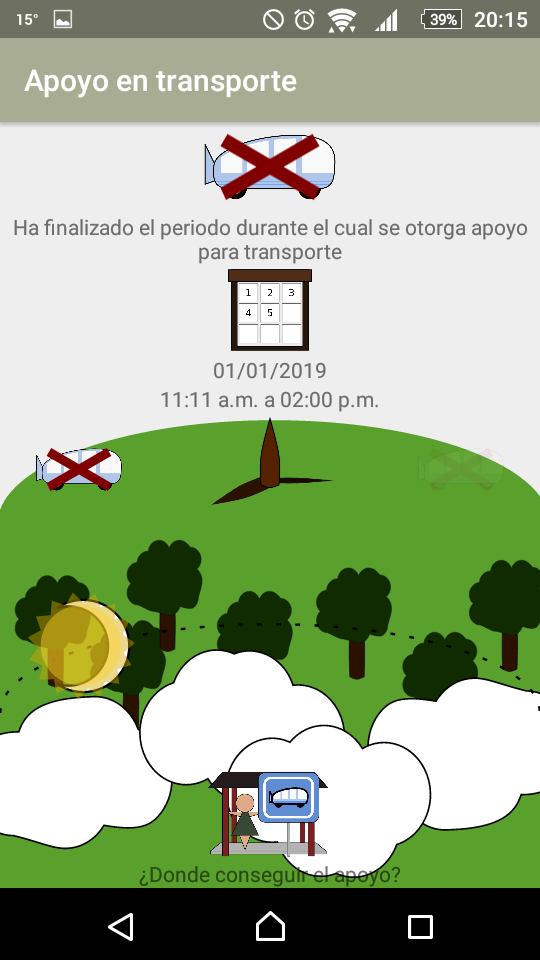 15°
39%
20:15
Apoyo en transporte
Ha finalizado el periodo durante el cual se otorga apoyo
para transporte
1 2 3
4 5
01/01/2019
11:11 a.m. a 02:00 p.m.
¿Donde conseguir el apoyo?